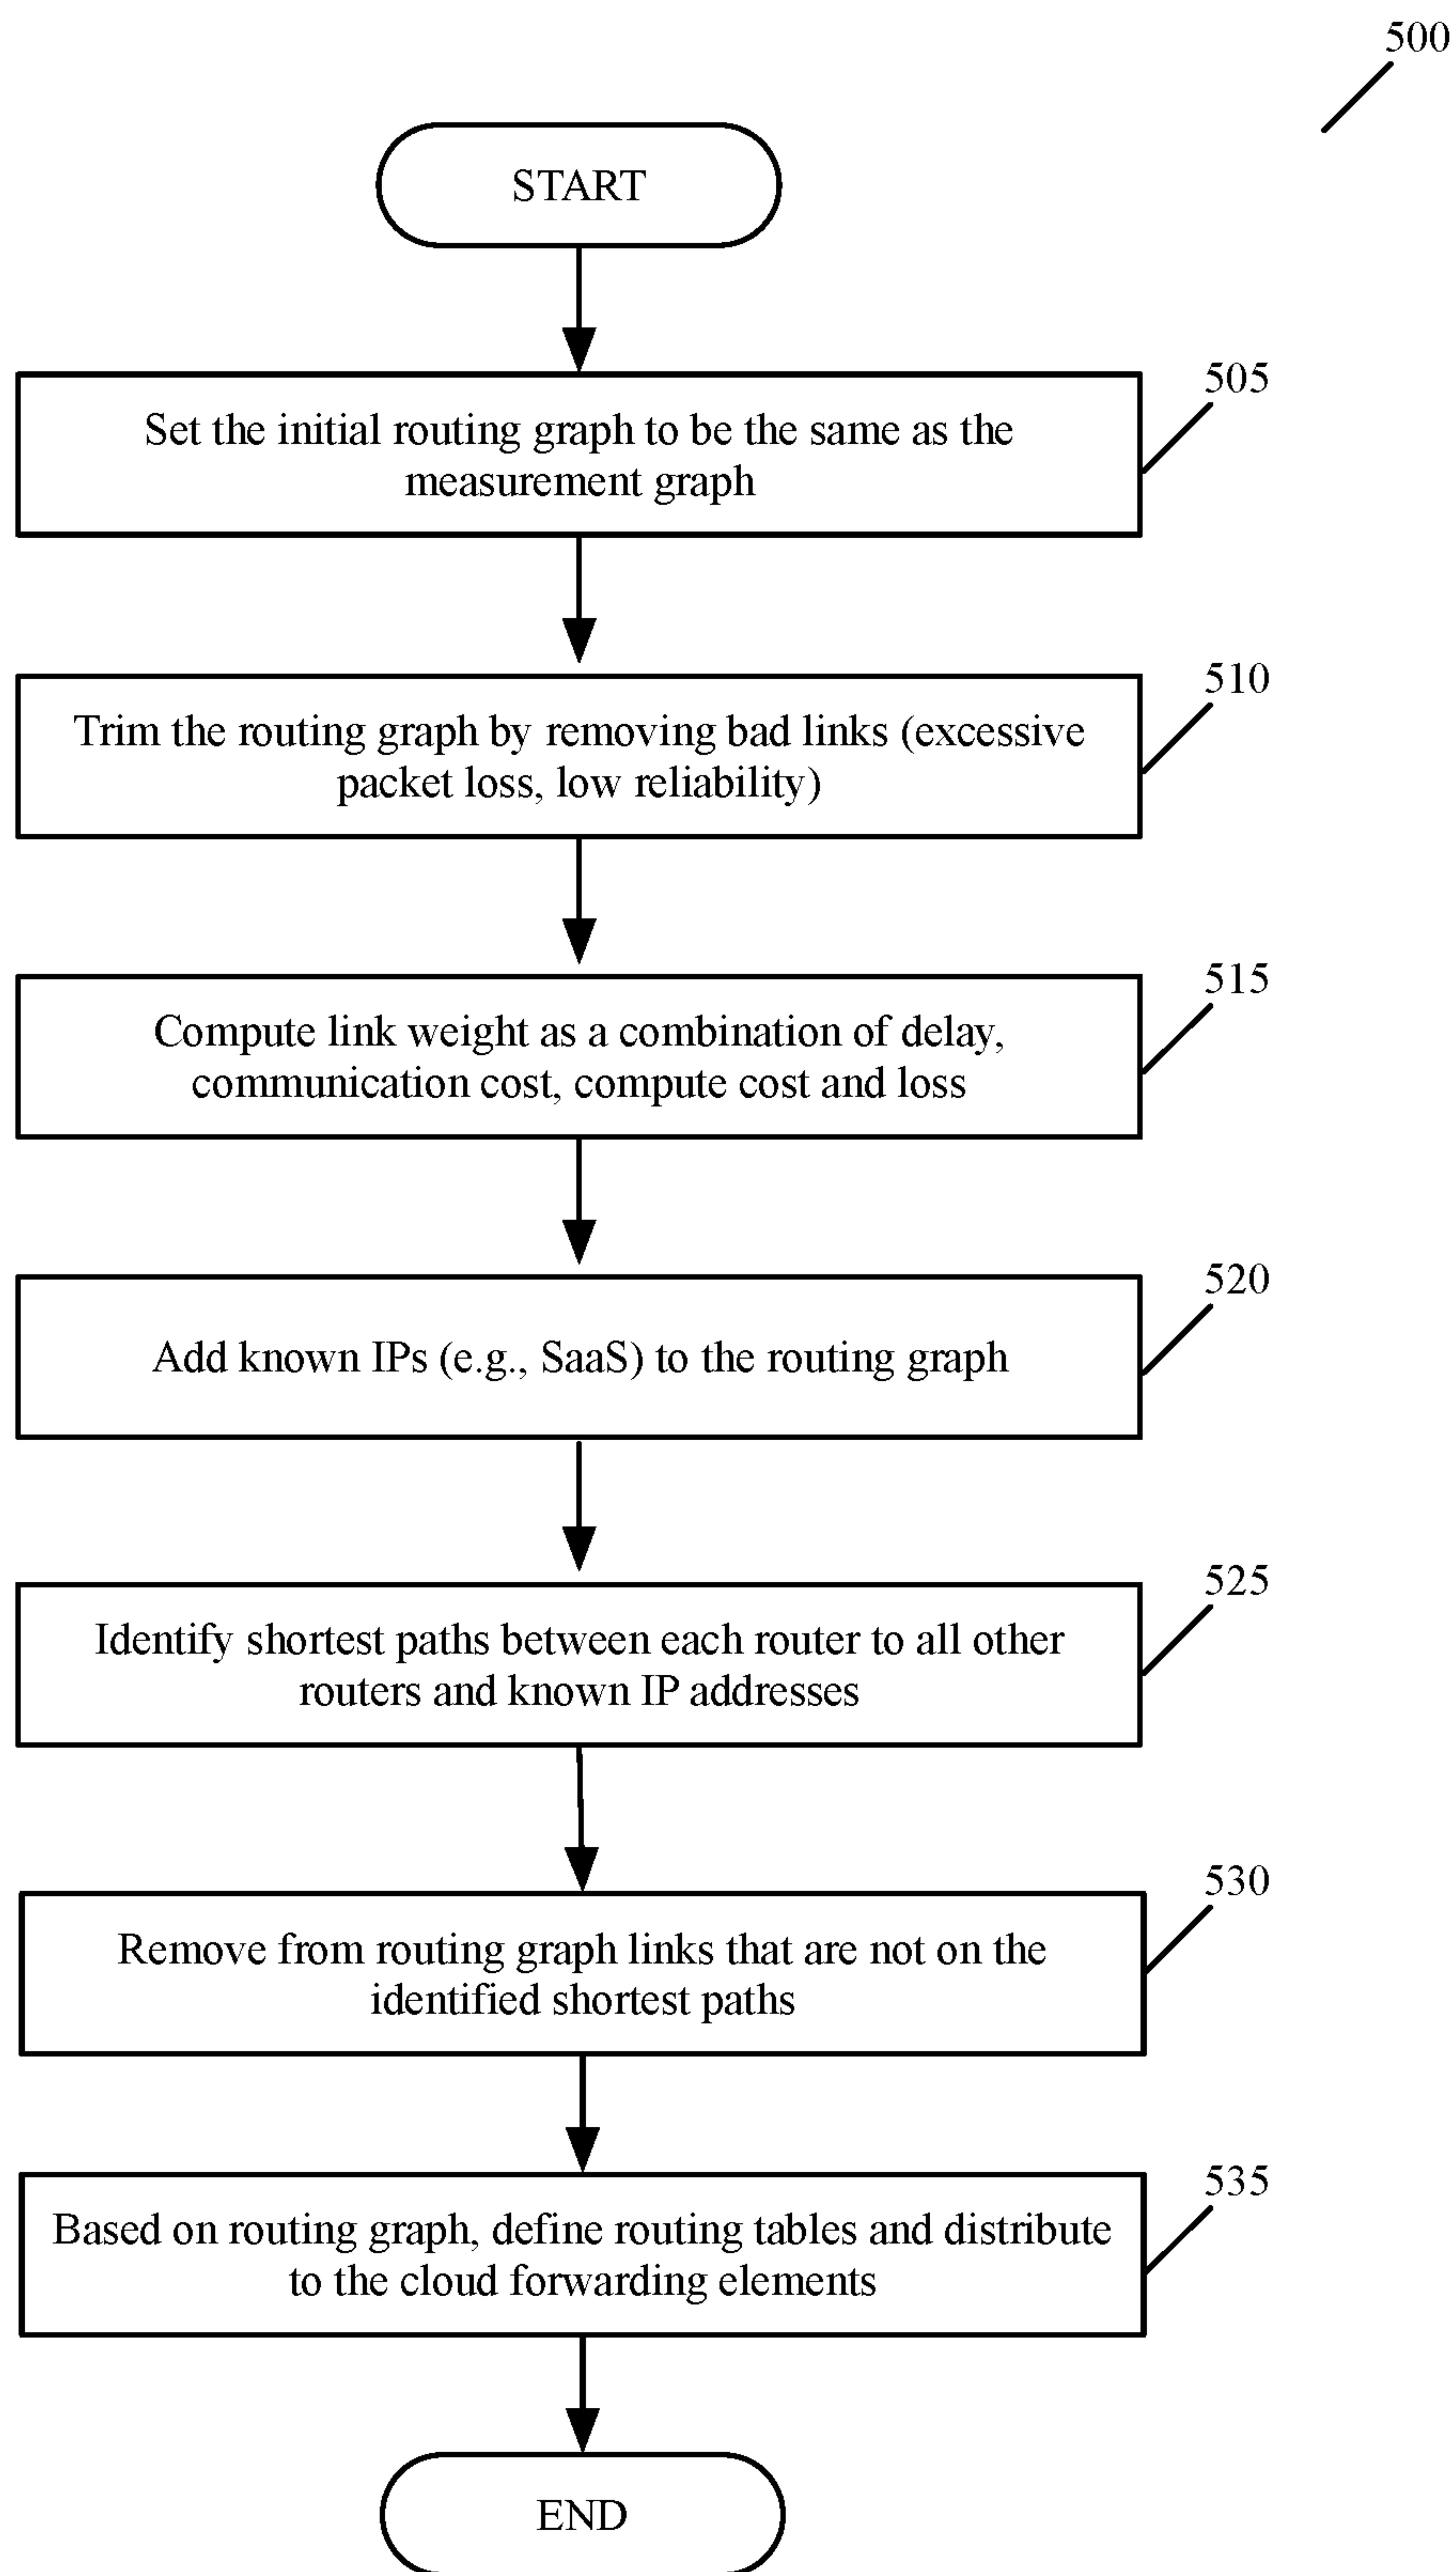 500
START
505
Set the initial routing graph to be the same as the
measurement graph
510
Trim the routing graph by removing bad links (excessive
packet loss, low reliability)
515
Compute link weight as a combination of delay,
communication cost, compute cost and loss
520
Add known IPs (e.g., SaaS) to the routing graph
525
Identify shortest paths between each router to all other
routers and known IP addresses
530
Remove from routing graph links that are not on the
identified shortest paths
535
Based on routing graph, define routing tables and distribute
to the cloud forwarding elements
END